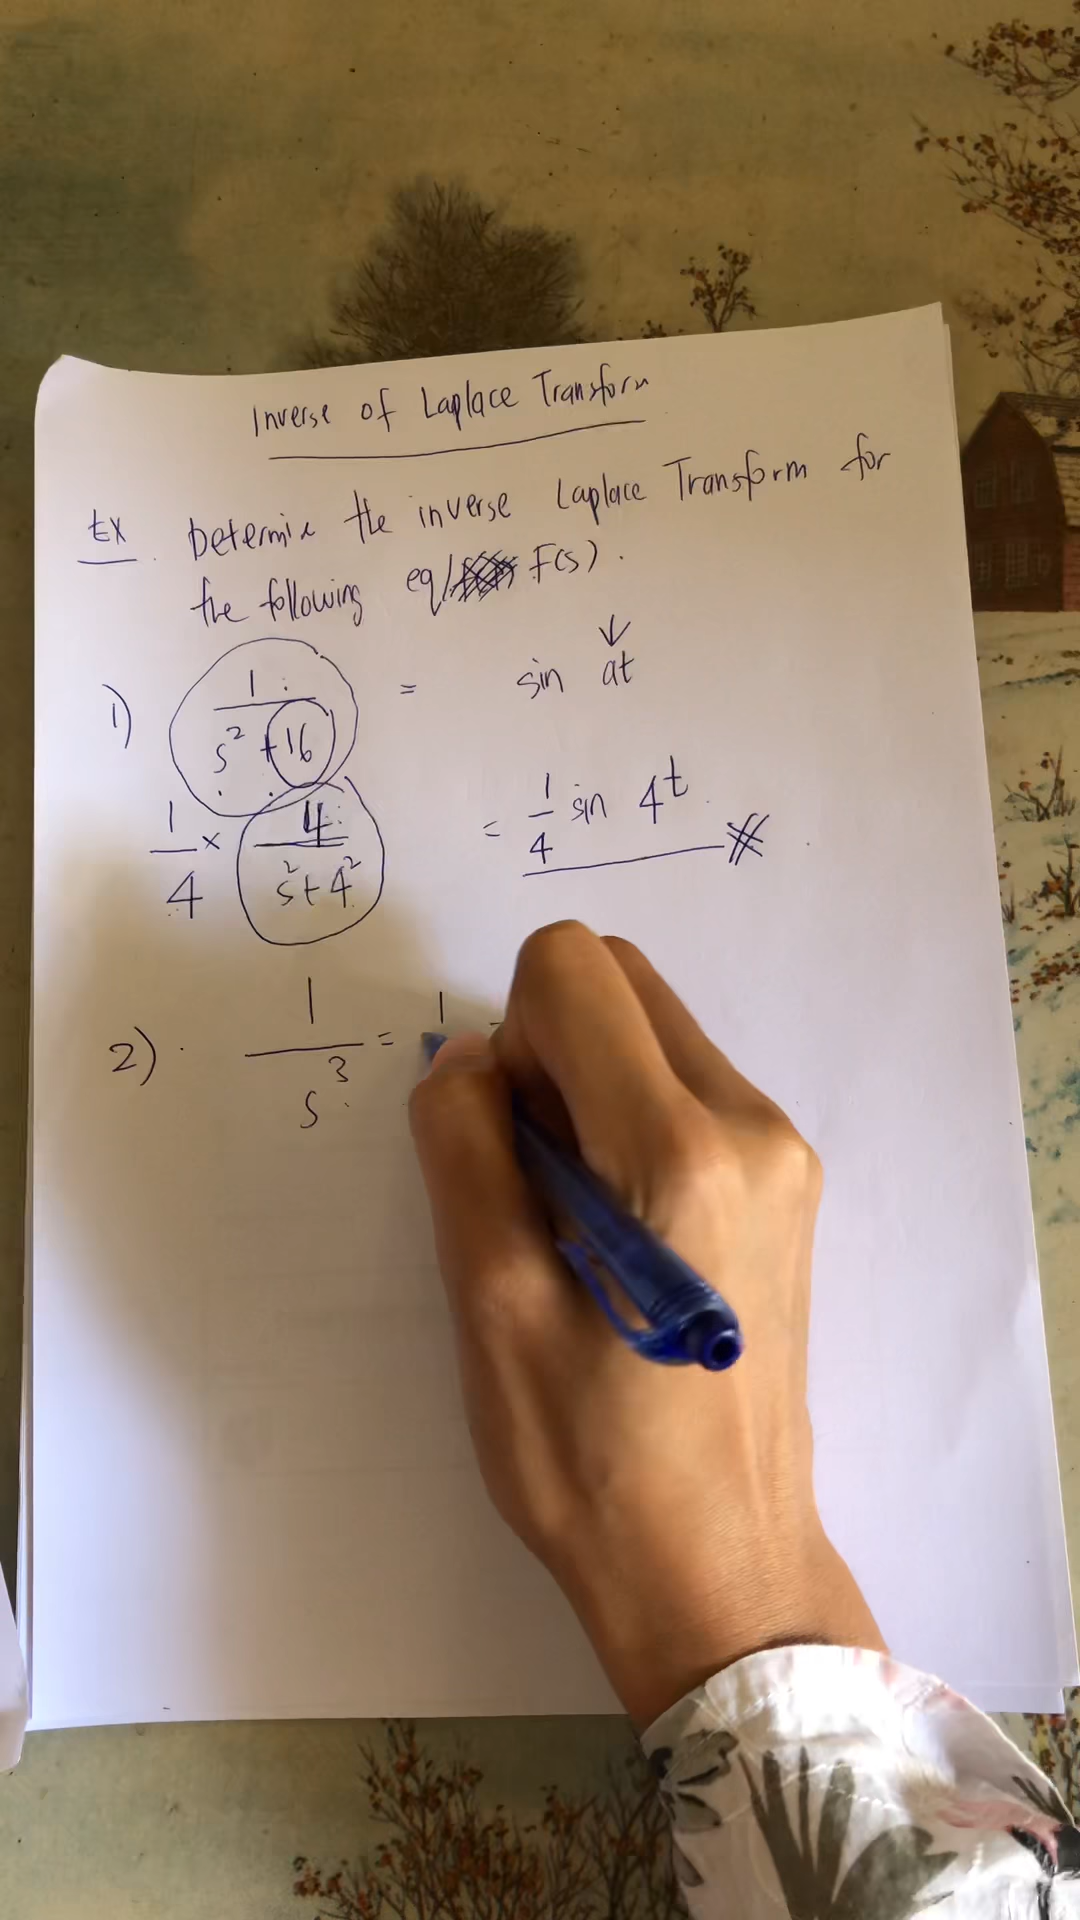 Inverse of Laplace Transform
Ex. Determine the inverse Laplace Transform for
the following eq/ F(s).
1) 1/(s² + 16) = sin at
1/4 × 4/(s² + 4²) = 1/4 sin 4t
2) 1/s³ = 1